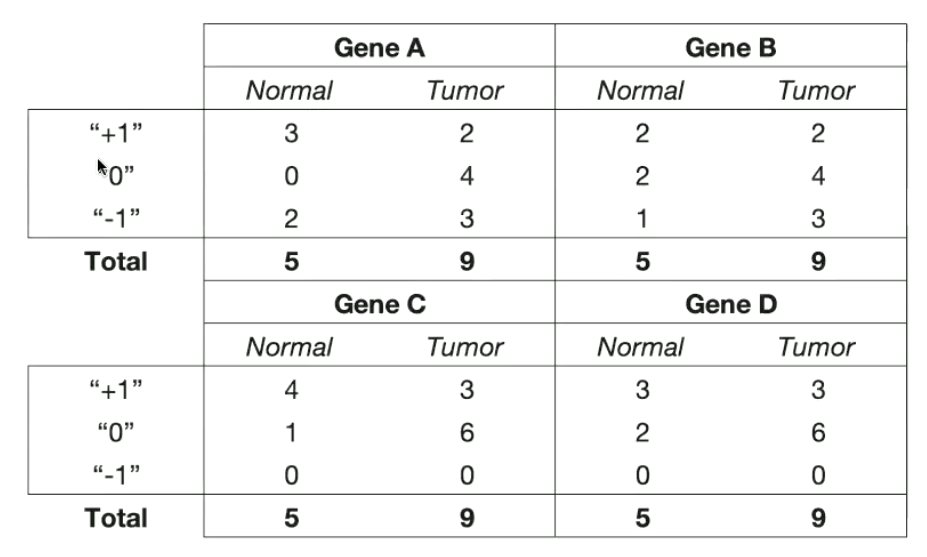 Gene A Gene B
Normal Tumor Normal Tumor
“+1” 3 2 2 2
“0” 0 4 2 4
“-1” 2 3 1 3
Total 5 9 5 9
Gene C Gene D
Normal Tumor Normal Tumor
“+1” 4 3 3 3
“0” 1 6 2 6
“-1” 0 0 0 0
Total 5 9 5 9